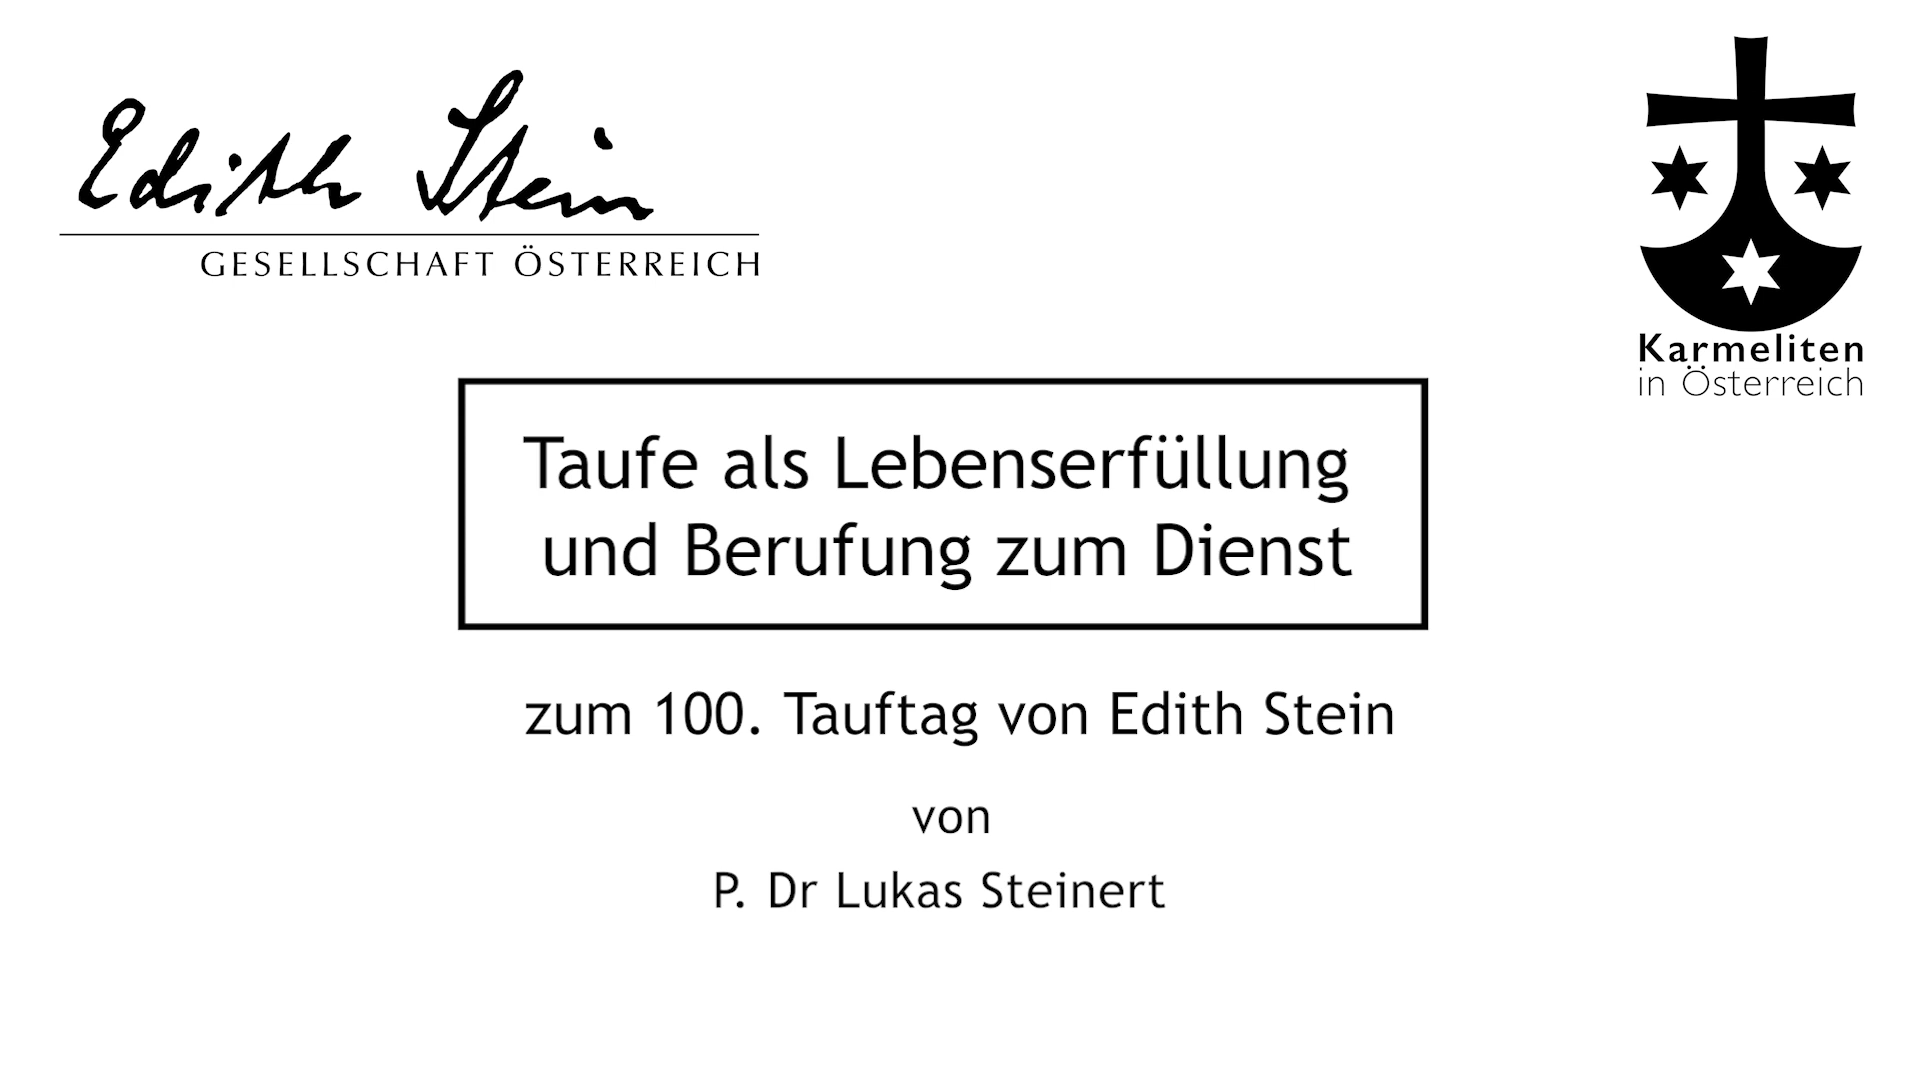 Edith Stein
GESELLSCHAFT ÖSTERREICH
Karmeliten
in Österreich
Taufe als Lebenserfüllung
und Berufung zum Dienst
zum 100. Tauftag von Edith Stein
von
P. Dr Lukas Steinert